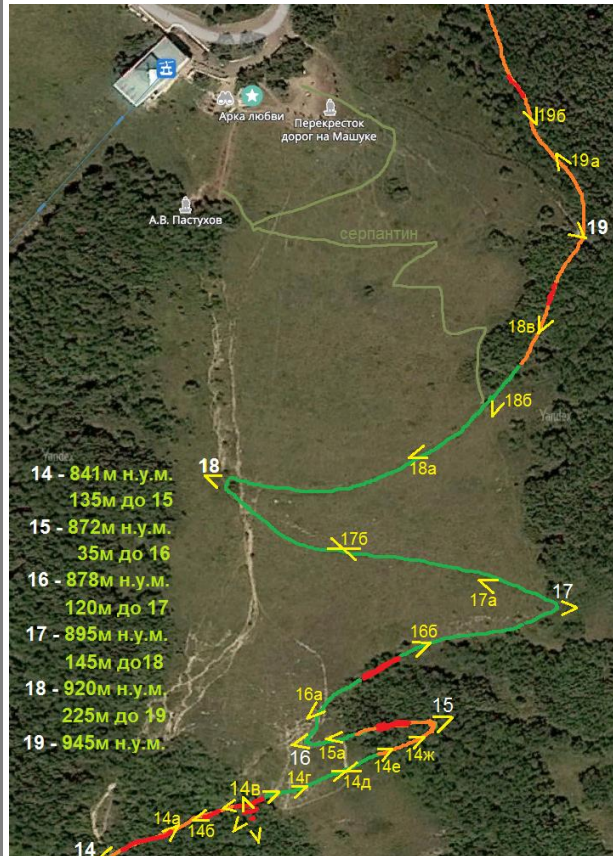 19б
Арка любви
Перекресток
дорог на Машуке
19а
А.В. Пастухов
19
серпантин
18в
18б
Yandex
Yandex
18а
18
14 - 841м н.у.м.
135м до 15
15 - 872м н.у.м.
35м до 16
16 - 878м н.у.м.
120м до 17
17 - 895м н.у.м.
145м до18
18 - 920м н.у.м.
225м до 19
19 - 945м н.у.м.
17б
17а
17
16б
16а
15
15а
16
14ж
14е
14д
14г
14в
14б
14а
14